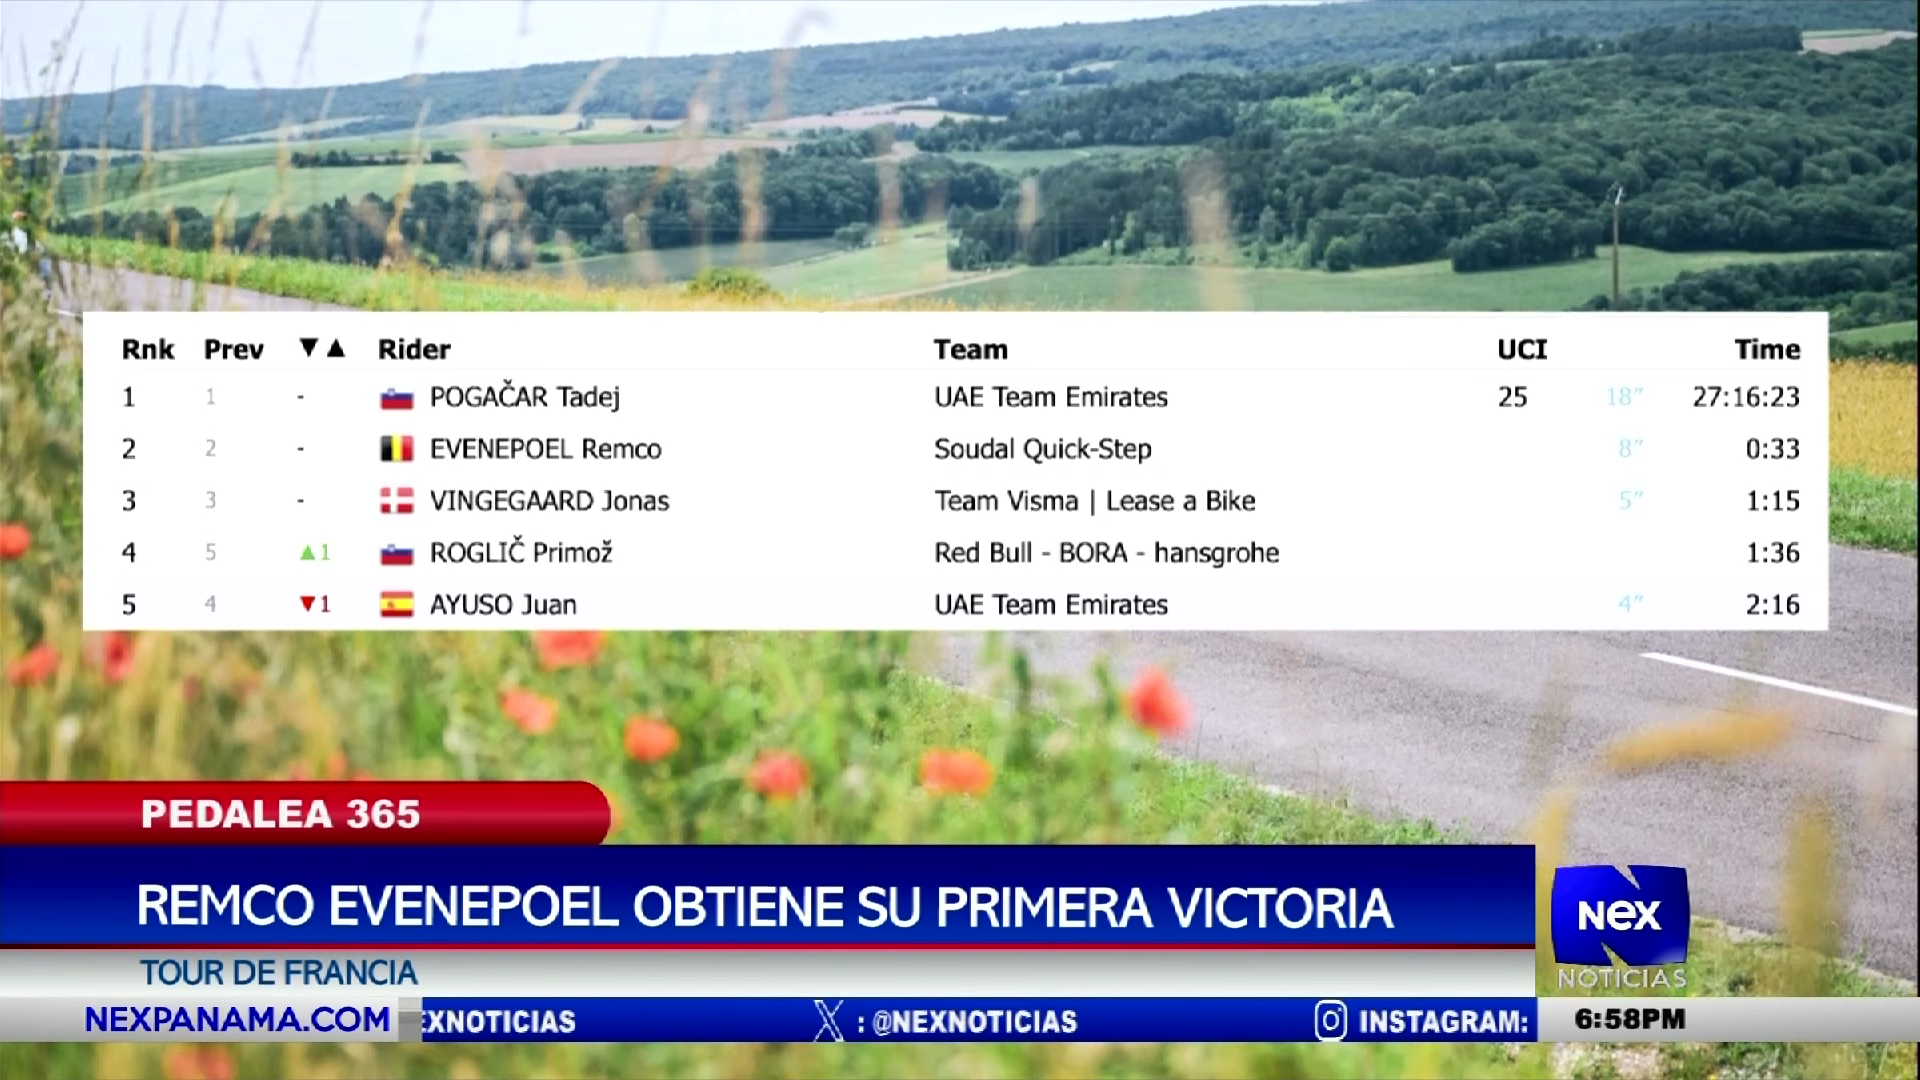 Rnk Prev ▼▲ Rider Team UCI Time
1 1 - POGAČAR Tadej UAE Team Emirates 25 18″ 27:16:23
2 2 - EVENEPOEL Remco Soudal Quick-Step 8″ 0:33
3 3 - VINGEGAARD Jonas Team Visma | Lease a Bike 5″ 1:15
4 5 ▲1 ROGLIČ Primož Red Bull - BORA - hansgrohe 1:36
5 4 ▼1 AYUSO Juan UAE Team Emirates 4″ 2:16
PEDALEA 365
REMCO EVENEPOEL OBTIENE SU PRIMERA VICTORIA
TOUR DE FRANCIA
NEX NOTICIAS
NEXPANAMA.COM EXNOTICIAS X : @NEXNOTICIAS INSTAGRAM: 6:58PM